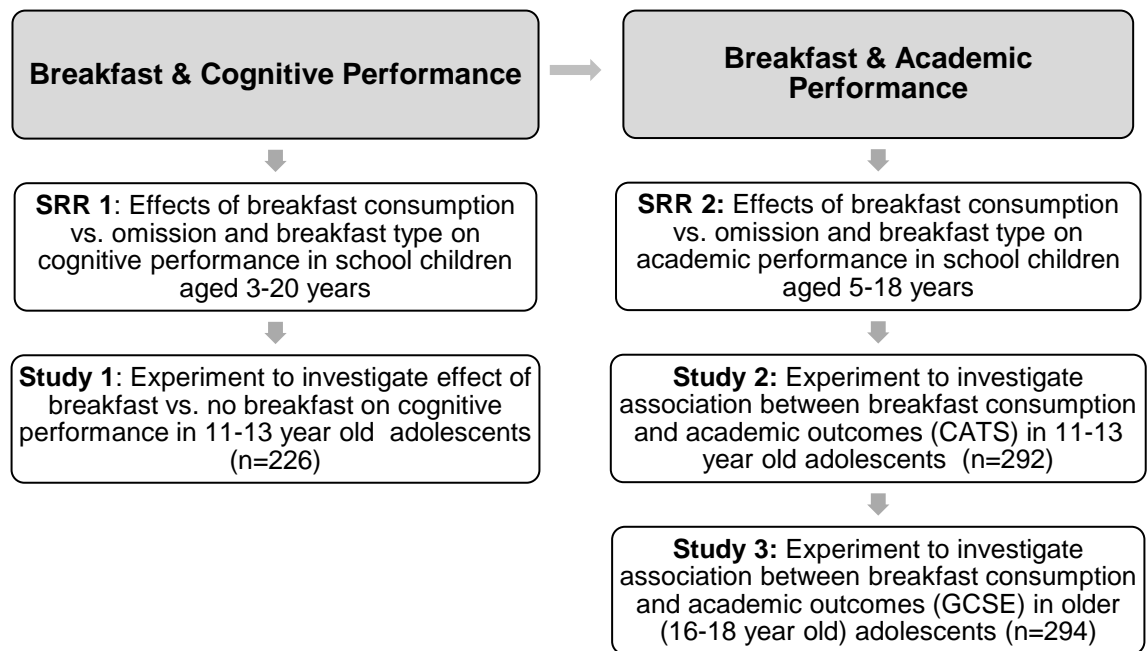 Breakfast & Cognitive Performance
Breakfast & Academic
Performance
SRR 1: Effects of breakfast consumption
vs. omission and breakfast type on
cognitive performance in school children
aged 3-20 years
SRR 2: Effects of breakfast consumption
vs. omission and breakfast type on
academic performance in school children
aged 5-18 years
Study 1: Experiment to investigate effect of
breakfast vs. no breakfast on cognitive
performance in 11-13 year old adolescents
(n=226)
Study 2: Experiment to investigate
association between breakfast consumption
and academic outcomes (CATS) in 11-13
year old adolescents (n=292)
Study 3: Experiment to investigate
association between breakfast consumption
and academic outcomes (GCSE) in older
(16-18 year old) adolescents (n=294)